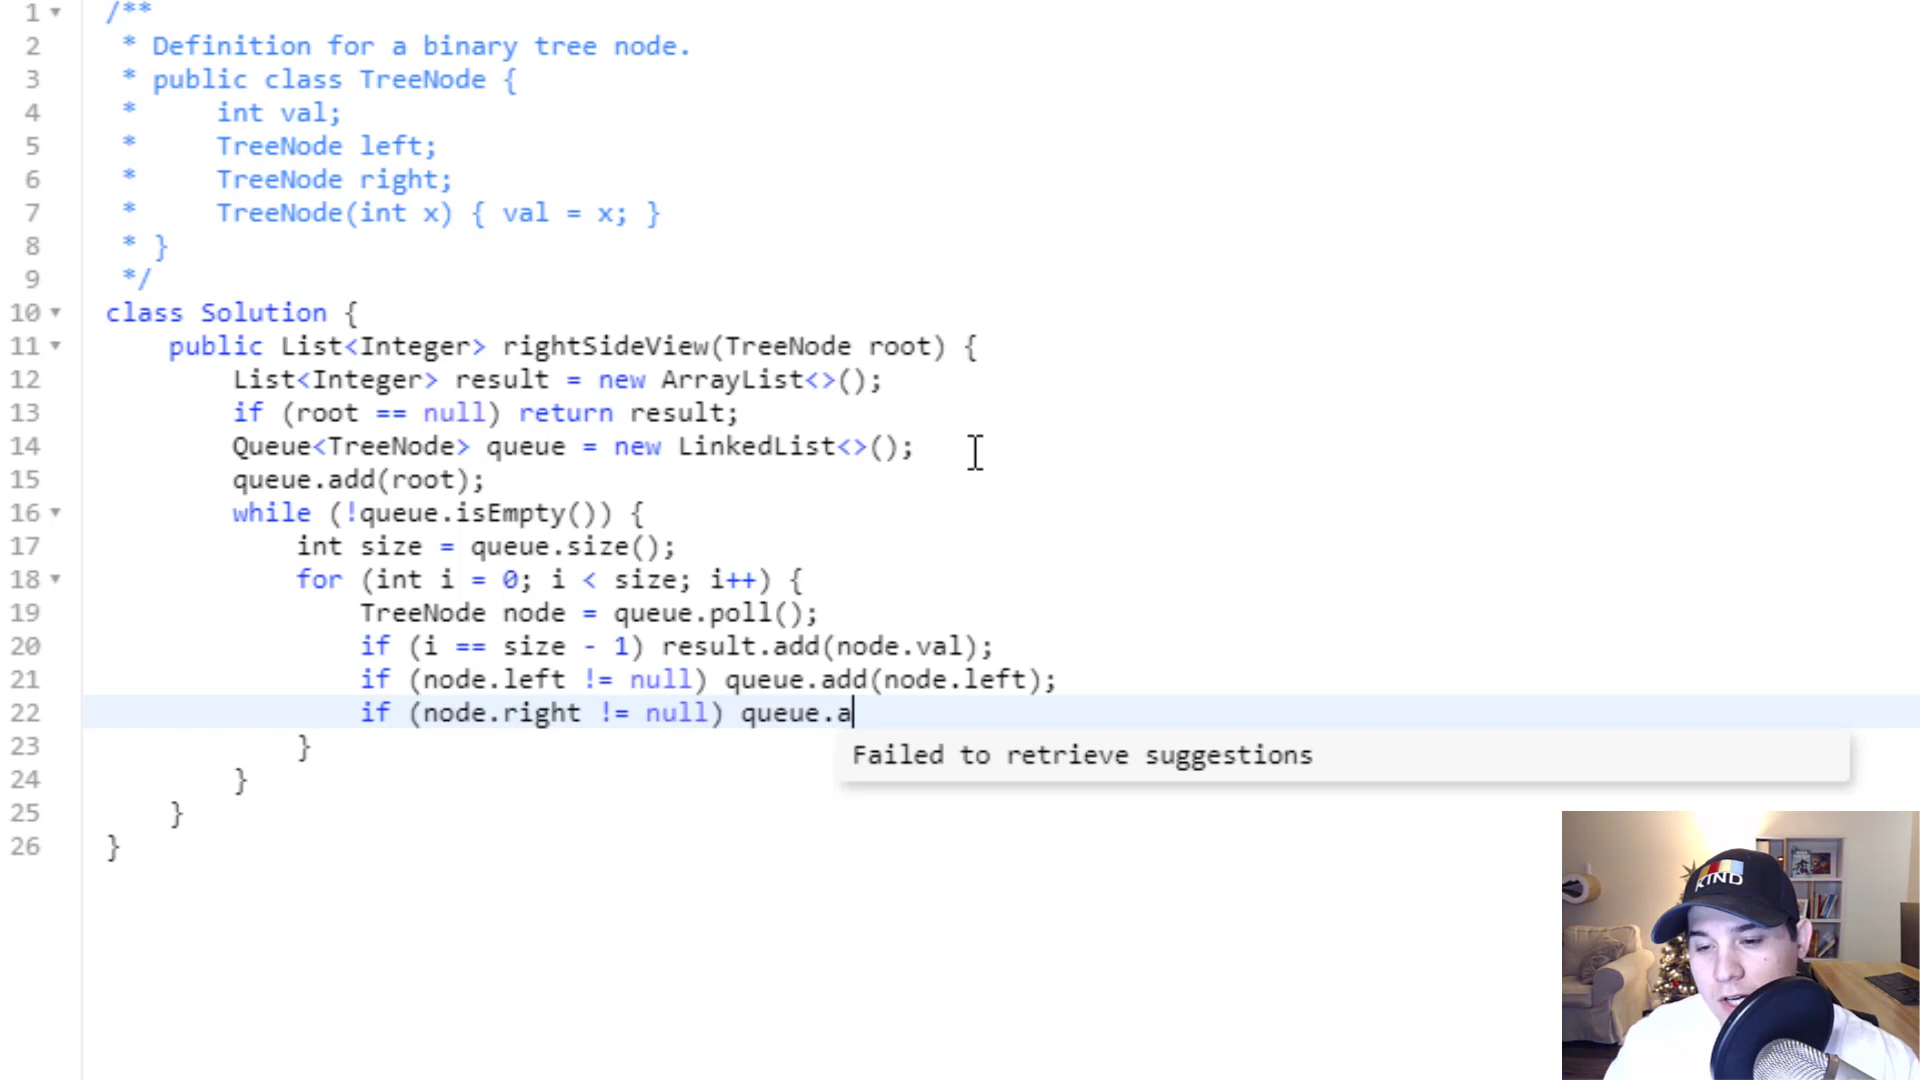 1 /**
2 * Definition for a binary tree node.
3 * public class TreeNode {
4 *     int val;
5 *     TreeNode left;
6 *     TreeNode right;
7 *     TreeNode(int x) { val = x; }
8 * }
9 */
10 class Solution {
11     public List<Integer> rightSideView(TreeNode root) {
12         List<Integer> result = new ArrayList<>();
13         if (root == null) return result;
14         Queue<TreeNode> queue = new LinkedList<>();
15         queue.add(root);
16         while (!queue.isEmpty()) {
17             int size = queue.size();
18             for (int i = 0; i < size; i++) {
19                 TreeNode node = queue.poll();
20                 if (i == size - 1) result.add(node.val);
21                 if (node.left != null) queue.add(node.left);
22                 if (node.right != null) queue.a
23             }
Failed to retrieve suggestions
24         }
25     }
26 }
KIND